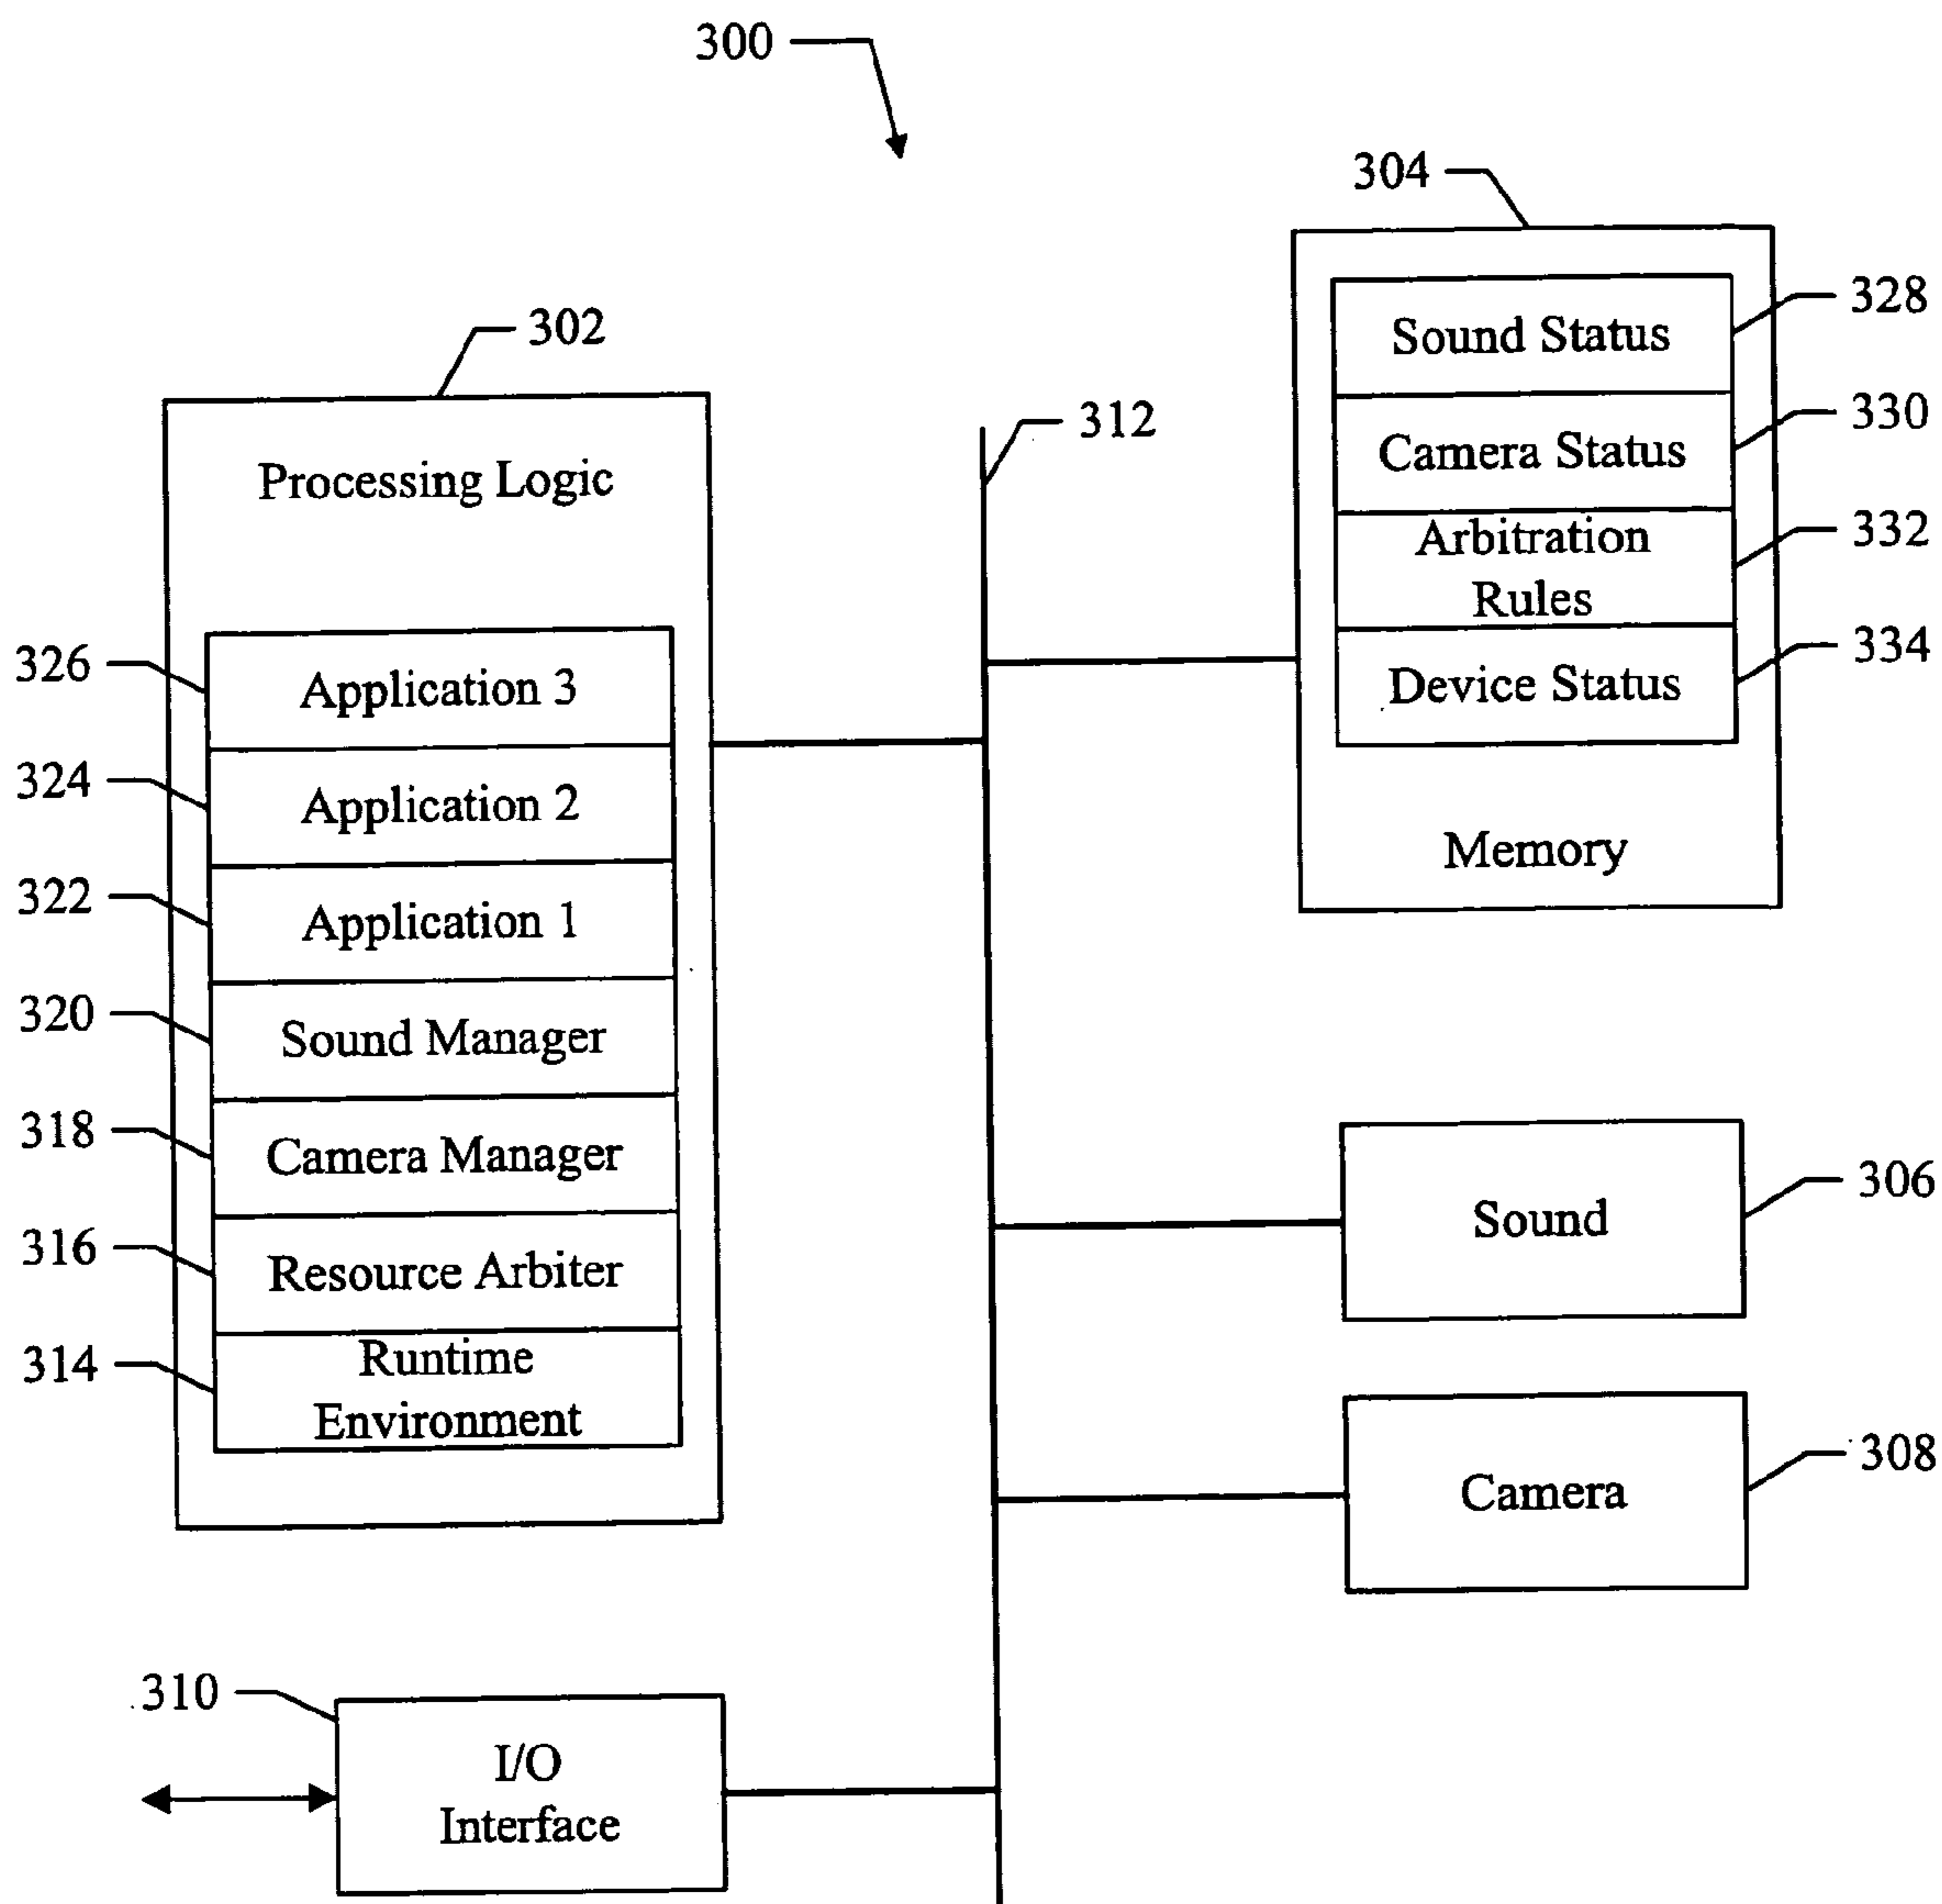 300
304
328
Sound Status
302
330
312
Camera Status
Processing Logic
332
Arbitration
Rules
334
326
Application 3
Device Status
324
Application 2
Memory
322
Application 1
320
Sound Manager
318
Camera Manager
306
Sound
316
Resource Arbiter
314
Runtime
Environment
308
Camera
310
I/O
Interface